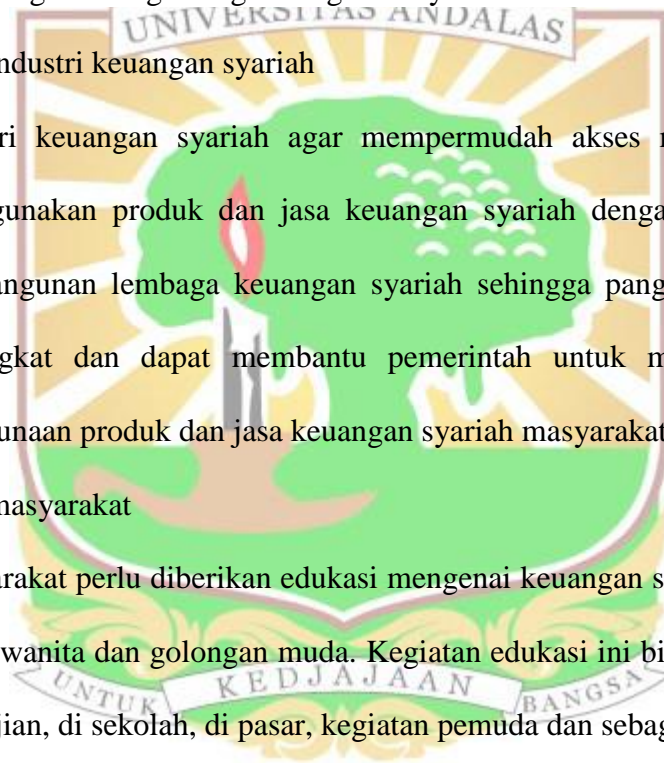 UNIVERSITAS ANDALAS
ndustri keuangan syariah
ri keuangan syariah agar mempermudah akses
gunakan produk dan jasa keuangan syariah denga
angunan lembaga keuangan syariah sehingga pang
gkat dan dapat membantu pemerintah untuk m
unaan produk dan jasa keuangan syariah masyarakat
masyarakat
arakat perlu diberikan edukasi mengenai keuangan s
wanita dan golongan muda. Kegiatan edukasi ini bi
jian, di sekolah, di pasar, kegiatan pemuda dan sebag
UNTUK KEDJAJAAN BANGSA